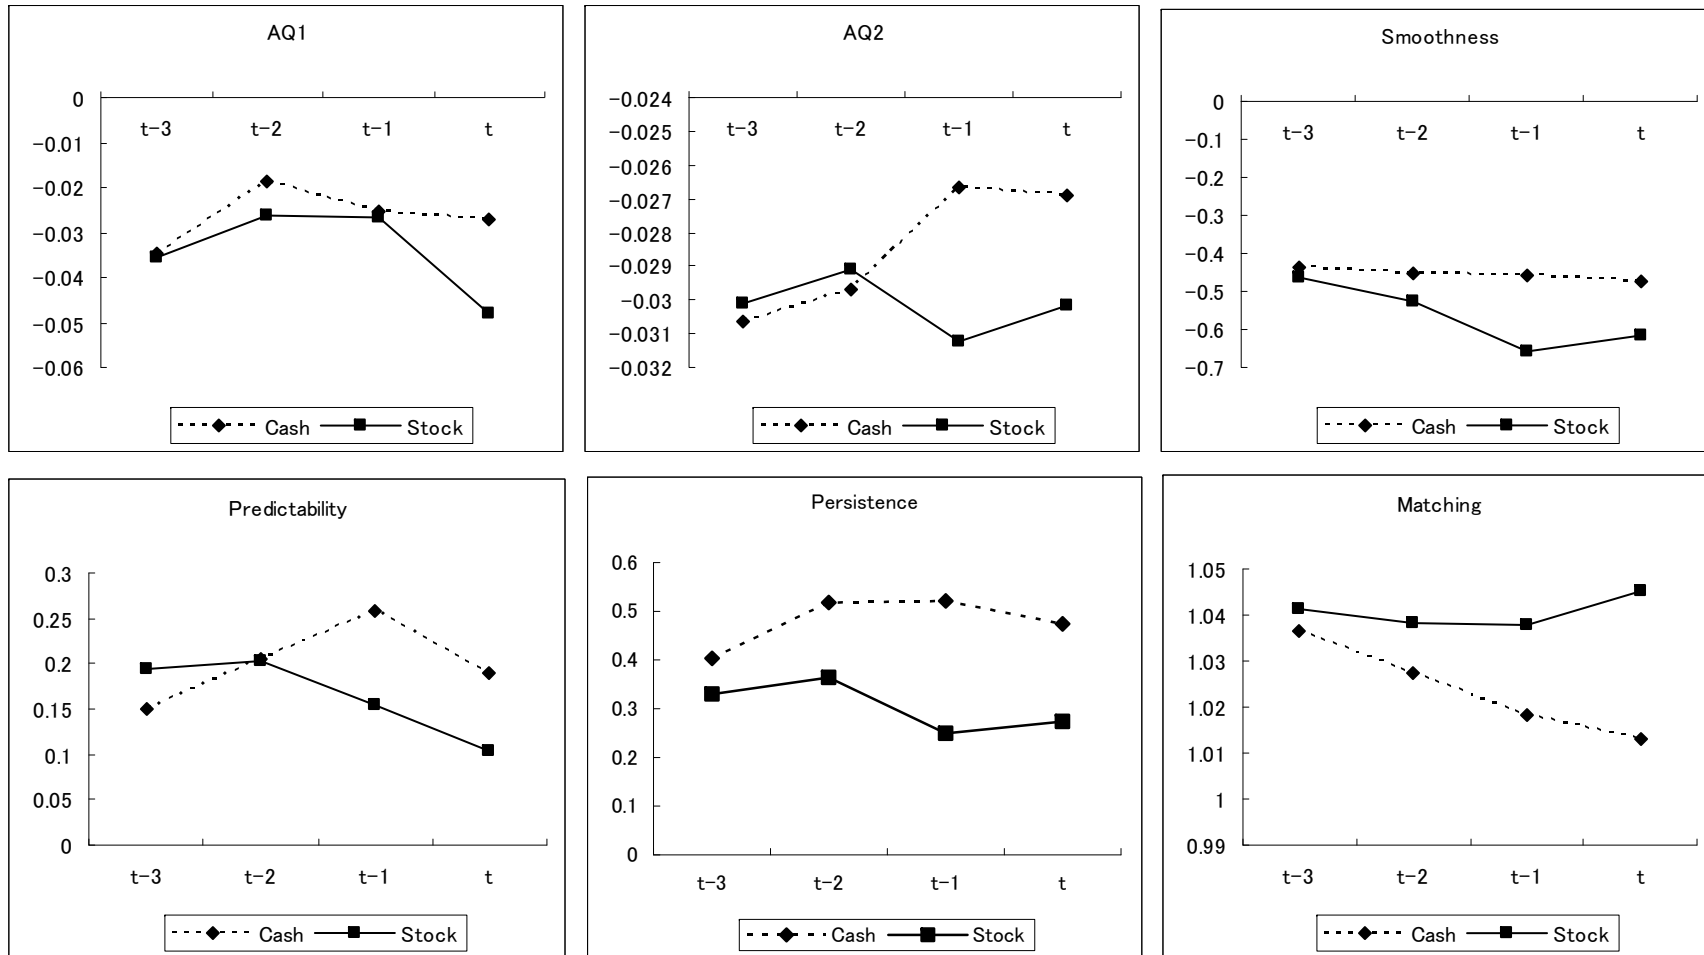 AQ1
0
-0.01
-0.02
-0.03
-0.04
-0.05
-0.06
t-3 t-2 t-1 t
Cash Stock
AQ2
-0.024
-0.025
-0.026
-0.027
-0.028
-0.029
-0.03
-0.031
-0.032
t-3 t-2 t-1 t
Cash Stock
Smoothness
0
-0.1
-0.2
-0.3
-0.4
-0.5
-0.6
-0.7
t-3 t-2 t-1 t
Cash Stock
Predictability
0.3
0.25
0.2
0.15
0.1
0.05
0
t-3 t-2 t-1 t
Cash Stock
Persistence
0.6
0.5
0.4
0.3
0.2
0.1
0
t-3 t-2 t-1 t
Cash Stock
Matching
1.05
1.04
1.03
1.02
1.01
1
0.99
t-3 t-2 t-1 t
Cash Stock